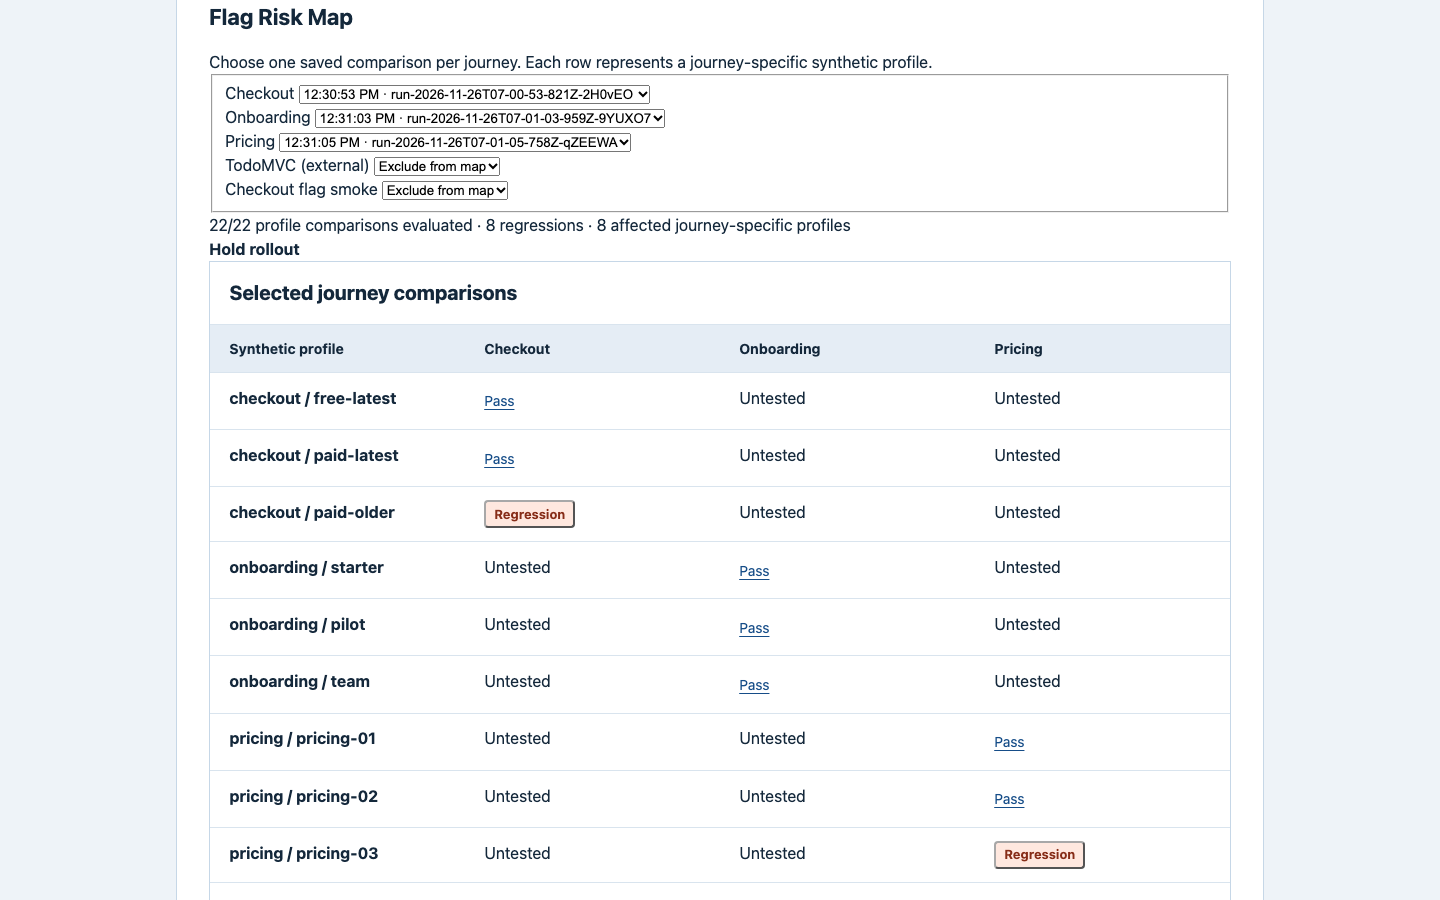 Flag Risk Map
Choose one saved comparison per journey. Each row represents a journey-specific synthetic profile.
Checkout 12:30:53 PM · run-2026-11-26T07-00-53-821Z-2H0vEO
Onboarding 12:31:03 PM · run-2026-11-26T07-01-03-959Z-9YUXO7
Pricing 12:31:05 PM · run-2026-11-26T07-01-05-758Z-qZEEWA
TodoMVC (external) Exclude from map
Checkout flag smoke Exclude from map
22/22 profile comparisons evaluated · 8 regressions · 8 affected journey-specific profiles
Hold rollout
Selected journey comparisons
Synthetic profile Checkout Onboarding Pricing
checkout / free-latest Pass Untested Untested
checkout / paid-latest Pass Untested Untested
checkout / paid-older Regression Untested Untested
onboarding / starter Untested Pass Untested
onboarding / pilot Untested Pass Untested
onboarding / team Untested Pass Untested
pricing / pricing-01 Untested Untested Pass
pricing / pricing-02 Untested Untested Pass
pricing / pricing-03 Untested Untested Regression